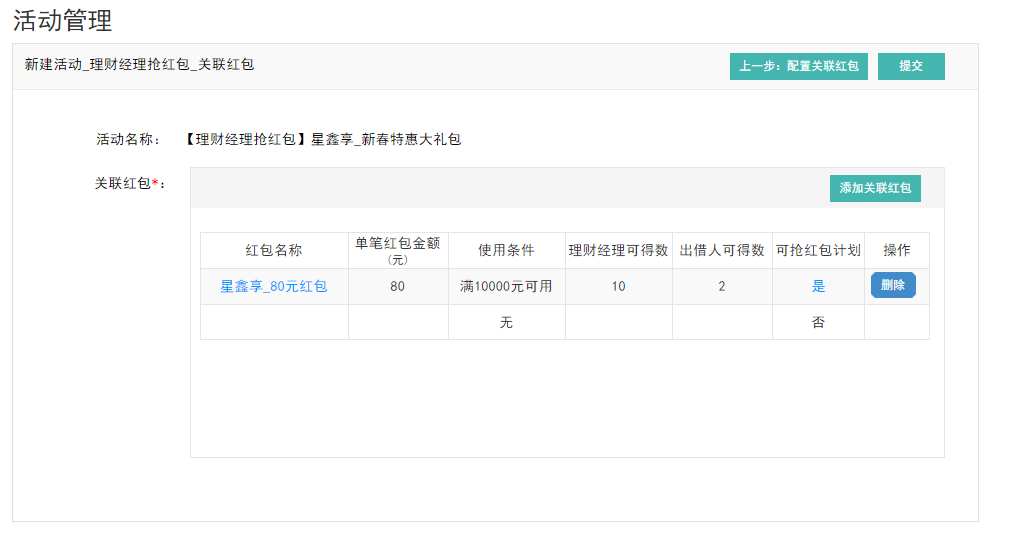 活动管理
新建活动_理财经理抢红包_关联红包
上一步：配置关联红包
提交
活动名称： 【理财经理抢红包】星鑫享_新春特惠大礼包
关联红包*：
添加关联红包
红包名称 单笔红包金额（元） 使用条件 理财经理可得数 出借人可得数 可抢红包计划 操作
星鑫享_80元红包 80 满10000元可用 10 2 是 删除
无 否